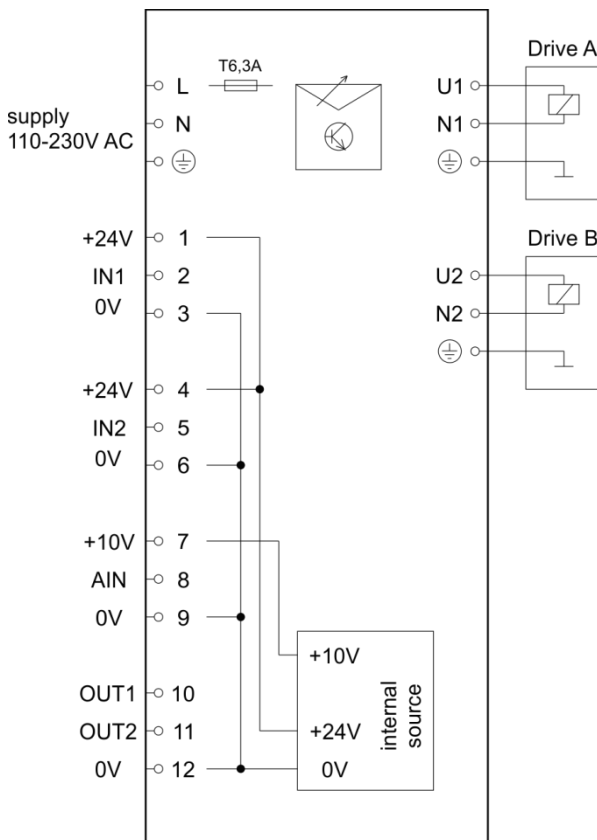 T6,3A
supply
110-230V AC
L
N
U1
N1
Drive A
+24V 1
IN1 2
0V 3
Drive B
U2
N2
+24V 4
IN2 5
0V 6
+10V 7
AIN 8
0V 9
OUT1 10
OUT2 11
0V 12
+10V
+24V
0V
internal
source